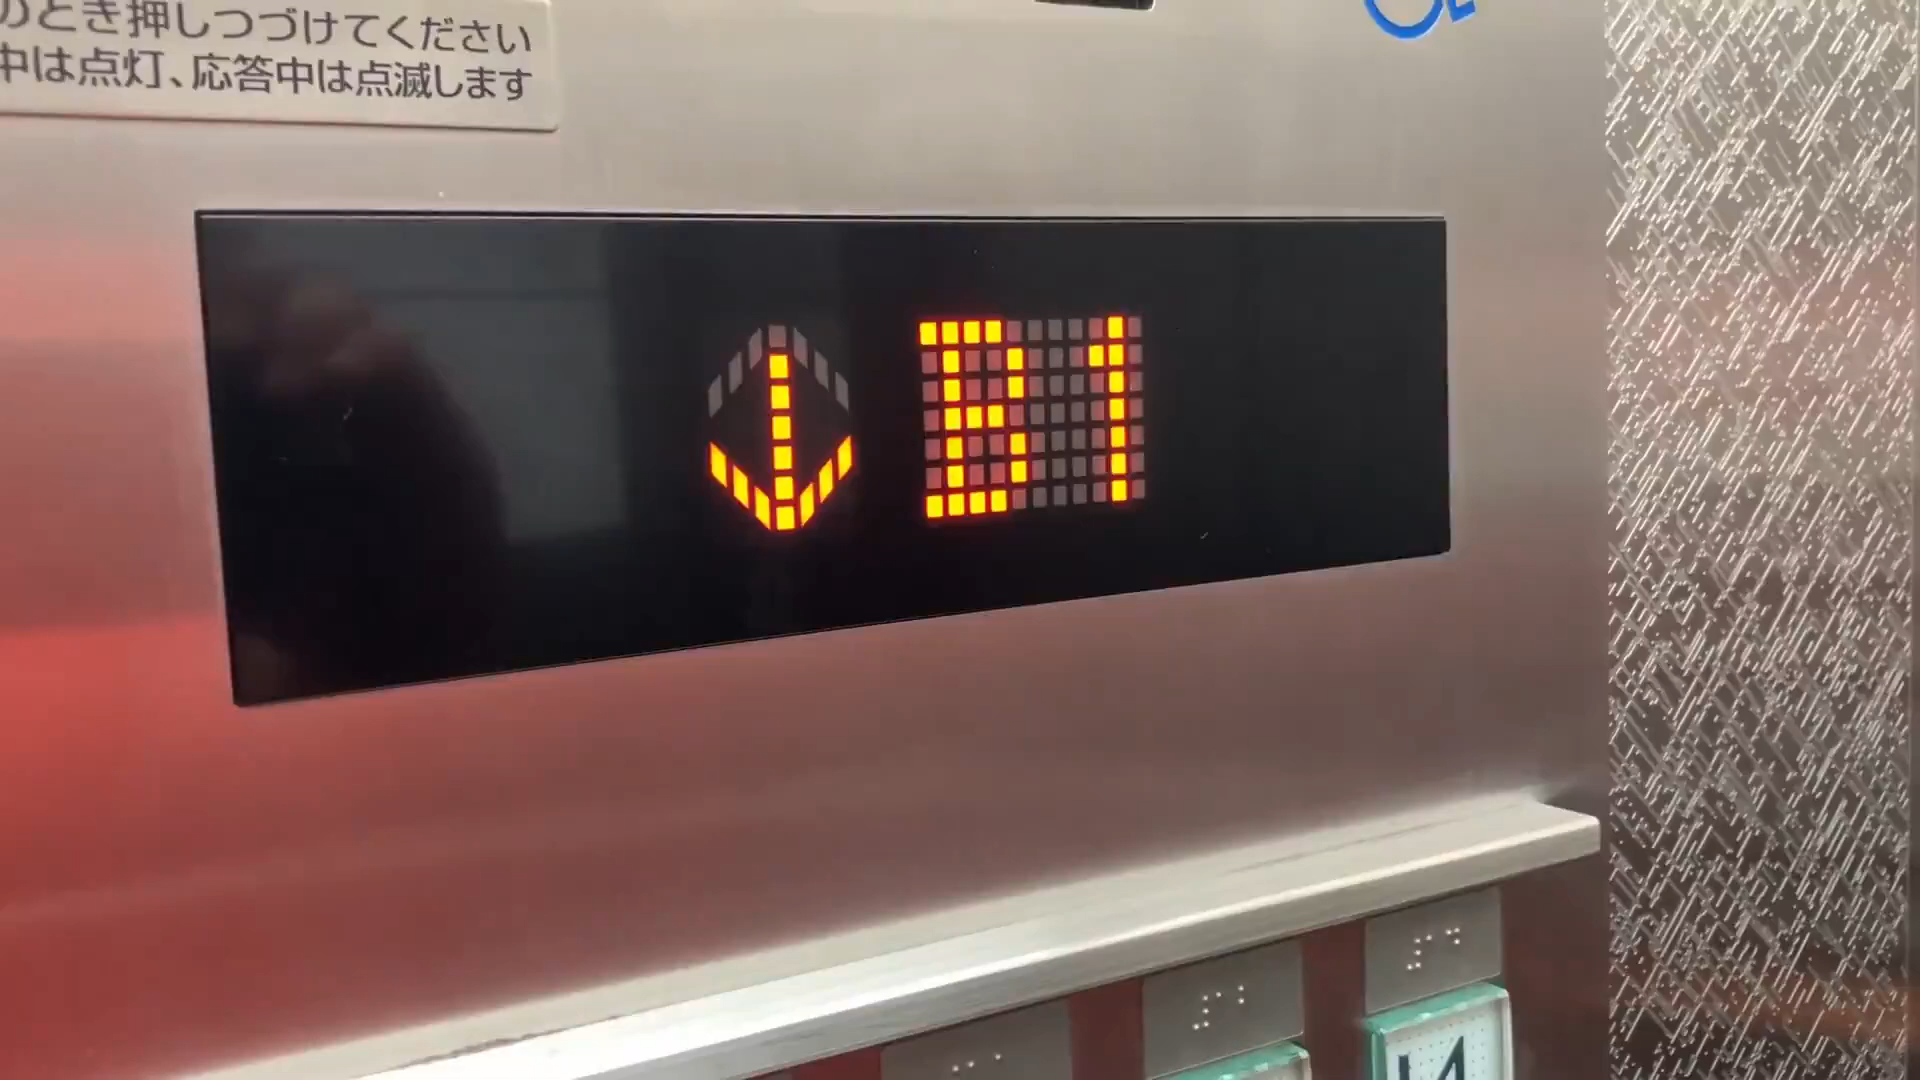 のとき押しつづけてください
中は点灯、応答中は点滅します
B1